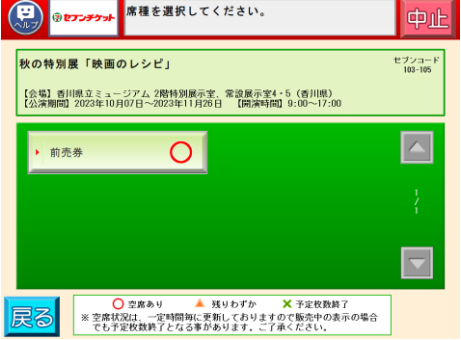 ヘルプ
セブンチケット
席種を選択してください。
中止
秋の特別展「映画のレシピ」
セブンコード
103-105
【会場】香川県立ミュージアム 2階特別展示室、常設展示室4・5(香川県)
【公演期間】2023年10月07日~2023年11月26日 【開演時間】9:00~17:00
前売券
1
/
1
空席あり 残りわずか 予定枚数終了
※空席状況は、一定時間毎に更新しておりますので販売中の表示の場合
でも予定枚数終了となる事があります。ご了承ください。
戻る